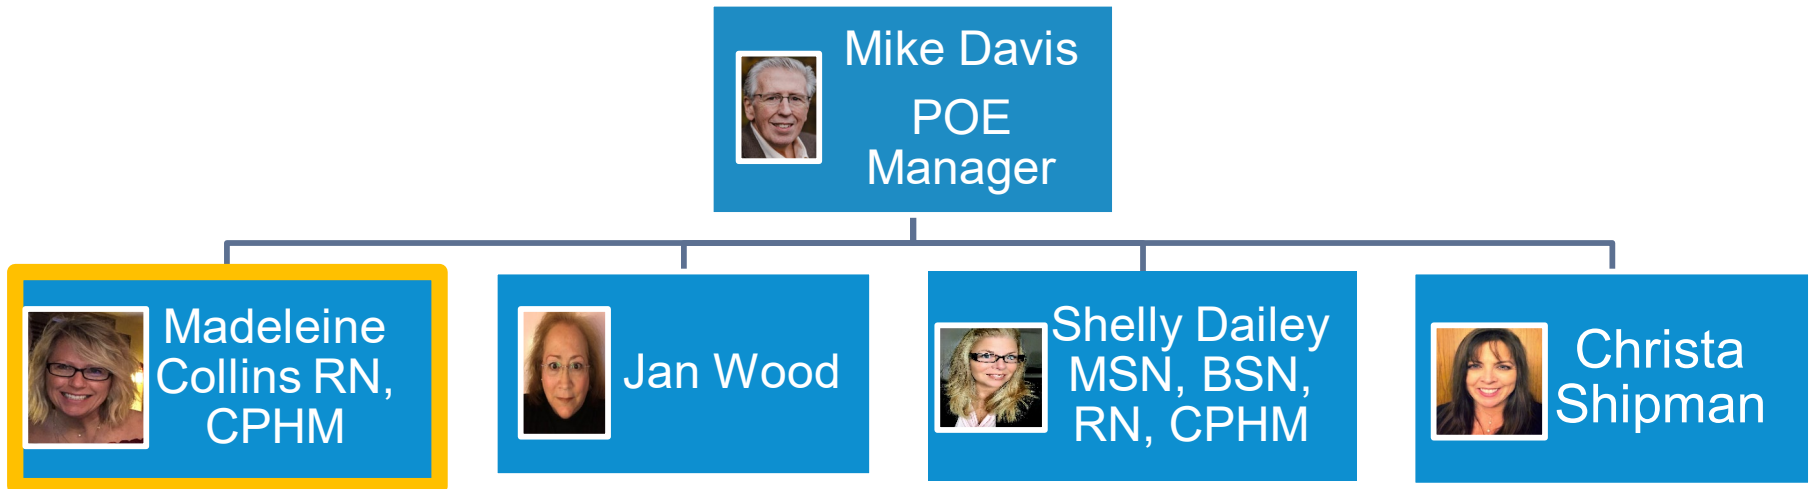 Mike Davis
POE
Manager
Madeleine
Collins RN,
CPHM
Jan Wood
Shelly Dailey
MSN, BSN,
RN, CPHM
Christa
Shipman